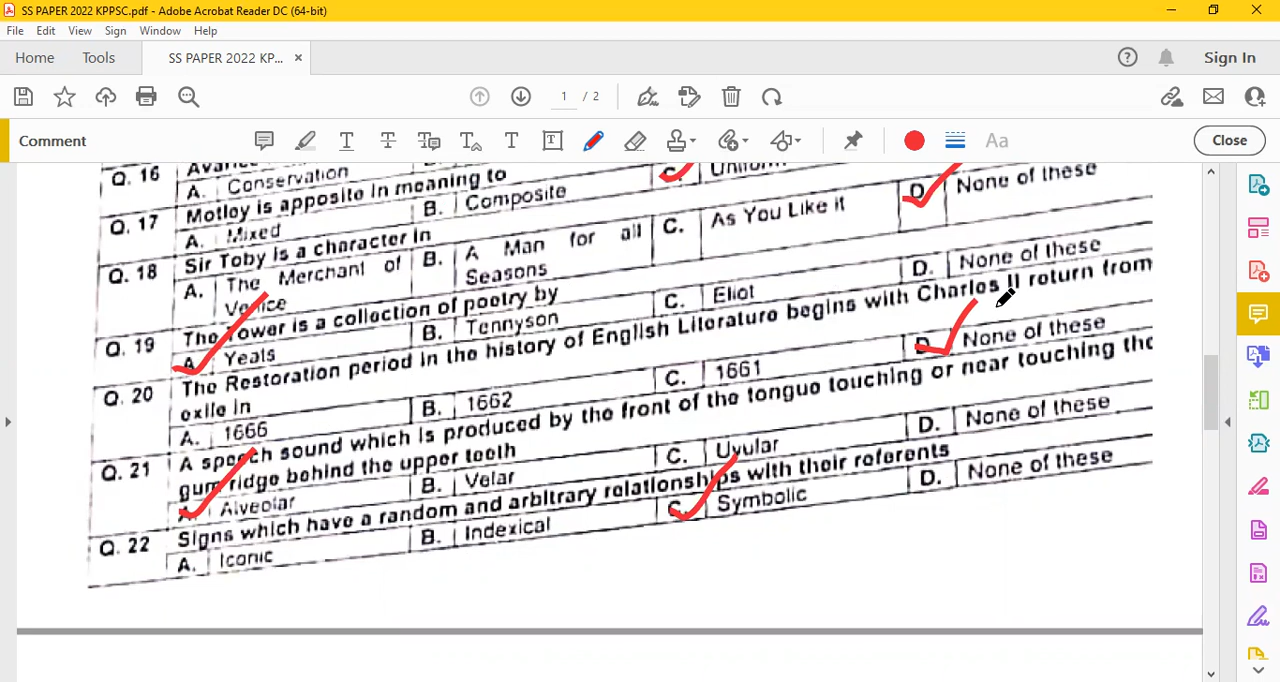 SS PAPER 2022 KPPSC.pdf - Adobe Acrobat Reader DC (64-bit)
File Edit View Sign Window Help
Home Tools SS PAPER 2022 KP... × Sign In
1 / 2
Comment Close
Q. 16
A. Conservation
C. Uniform
Q. 17 Motley is apposite in meaning to
A. Mixed B. Composite D. None of these
Q. 18 Sir Toby is a character in
A. The Merchant of Venice B. A Man for all Seasons C. As You Like it
D. None of these
Q. 19 The Tower is a collection of poetry by
A. Yeals B. Tennyson C. Eliot
Q. 20 The Restoration period in the history of English Literature begins with Charles II return from
exile in
A. 1666 B. 1662 C. 1661 D. None of these
Q. 21 A speech sound which is produced by the front of the tongue touching or near touching the
gum ridge behind the upper teeth
A. Alveolar B. Velar C. Uvular D. None of these
Q. 22 Signs which have a random and arbitrary relationships with their referents
A. Iconic B. Indexical C. Symbolic D. None of these